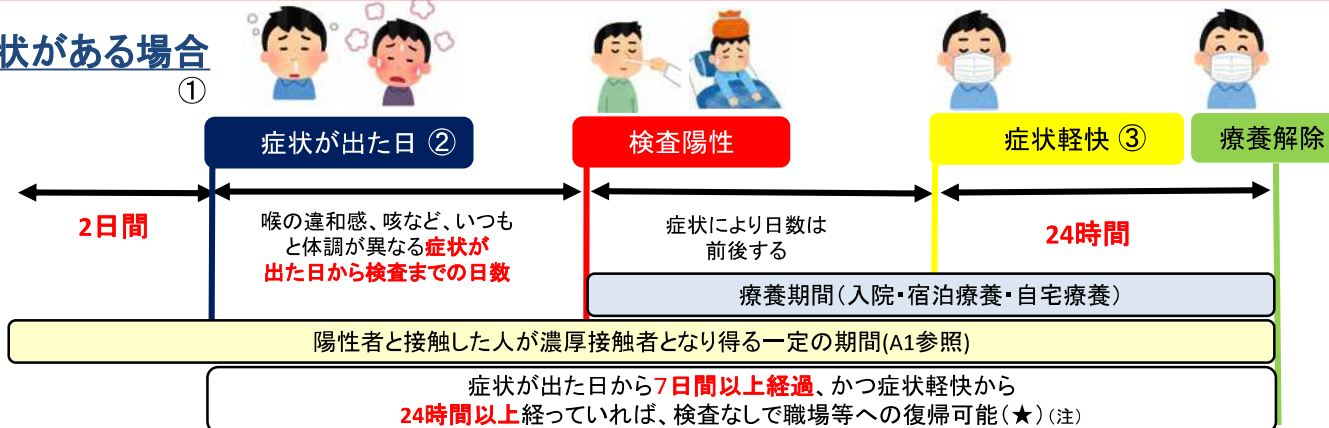 状がある場合
①
症状が出た日 ②
検査陽性
症状軽快 ③
療養解除
2日間
喉の違和感、咳など、いつも
と体調が異なる症状が
出た日から検査までの日数
症状により日数は
前後する
24時間
療養期間(入院・宿泊療養・自宅療養)
陽性者と接触した人が濃厚接触者となり得る一定の期間(A1参照)
症状が出た日から7日間以上経過、かつ症状軽快から
24時間以上経っていれば、検査なしで職場等への復帰可能(★)(注)